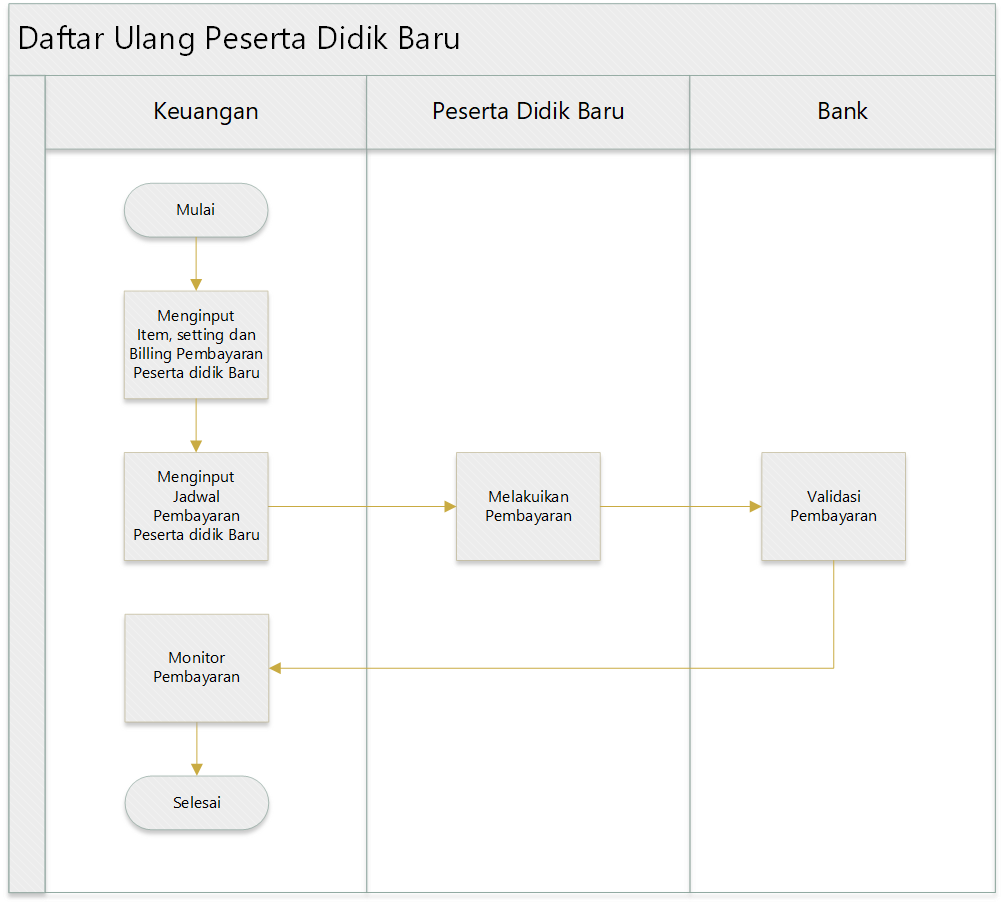 Daftar Ulang Peserta Didik Baru
Keuangan
Peserta Didik Baru
Bank
Mulai
Menginput
Item, setting dan
Billing Pembayaran
Peserta didik Baru
Menginput
Jadwal
Pembayaran
Peserta didik Baru
Melakuikan
Pembayaran
Validasi
Pembayaran
Monitor
Pembayaran
Selesai